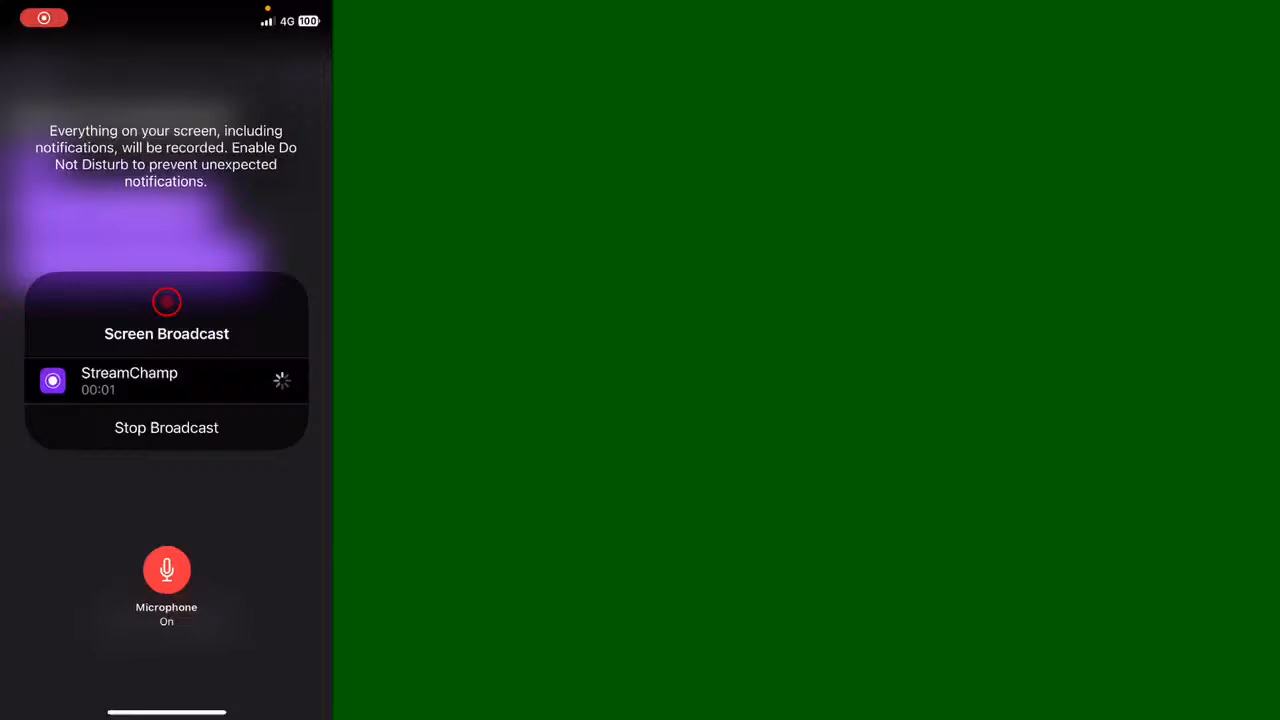 4G 100
Everything on your screen, including
notifications, will be recorded. Enable Do
Not Disturb to prevent unexpected
notifications.
Screen Broadcast
StreamChamp
00:01
Stop Broadcast
Microphone
On